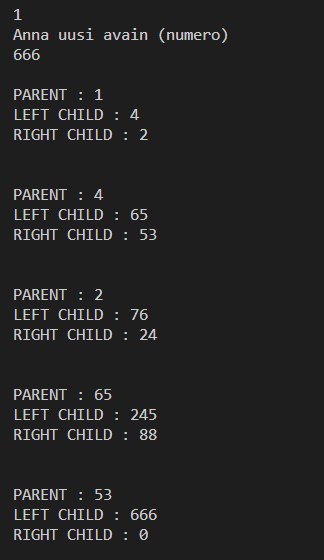 1
Anna uusi avain (numero)
666
PARENT : 1
LEFT CHILD : 4
RIGHT CHILD : 2
PARENT : 4
LEFT CHILD : 65
RIGHT CHILD : 53
PARENT : 2
LEFT CHILD : 76
RIGHT CHILD : 24
PARENT : 65
LEFT CHILD : 245
RIGHT CHILD : 88
PARENT : 53
LEFT CHILD : 666
RIGHT CHILD : 0